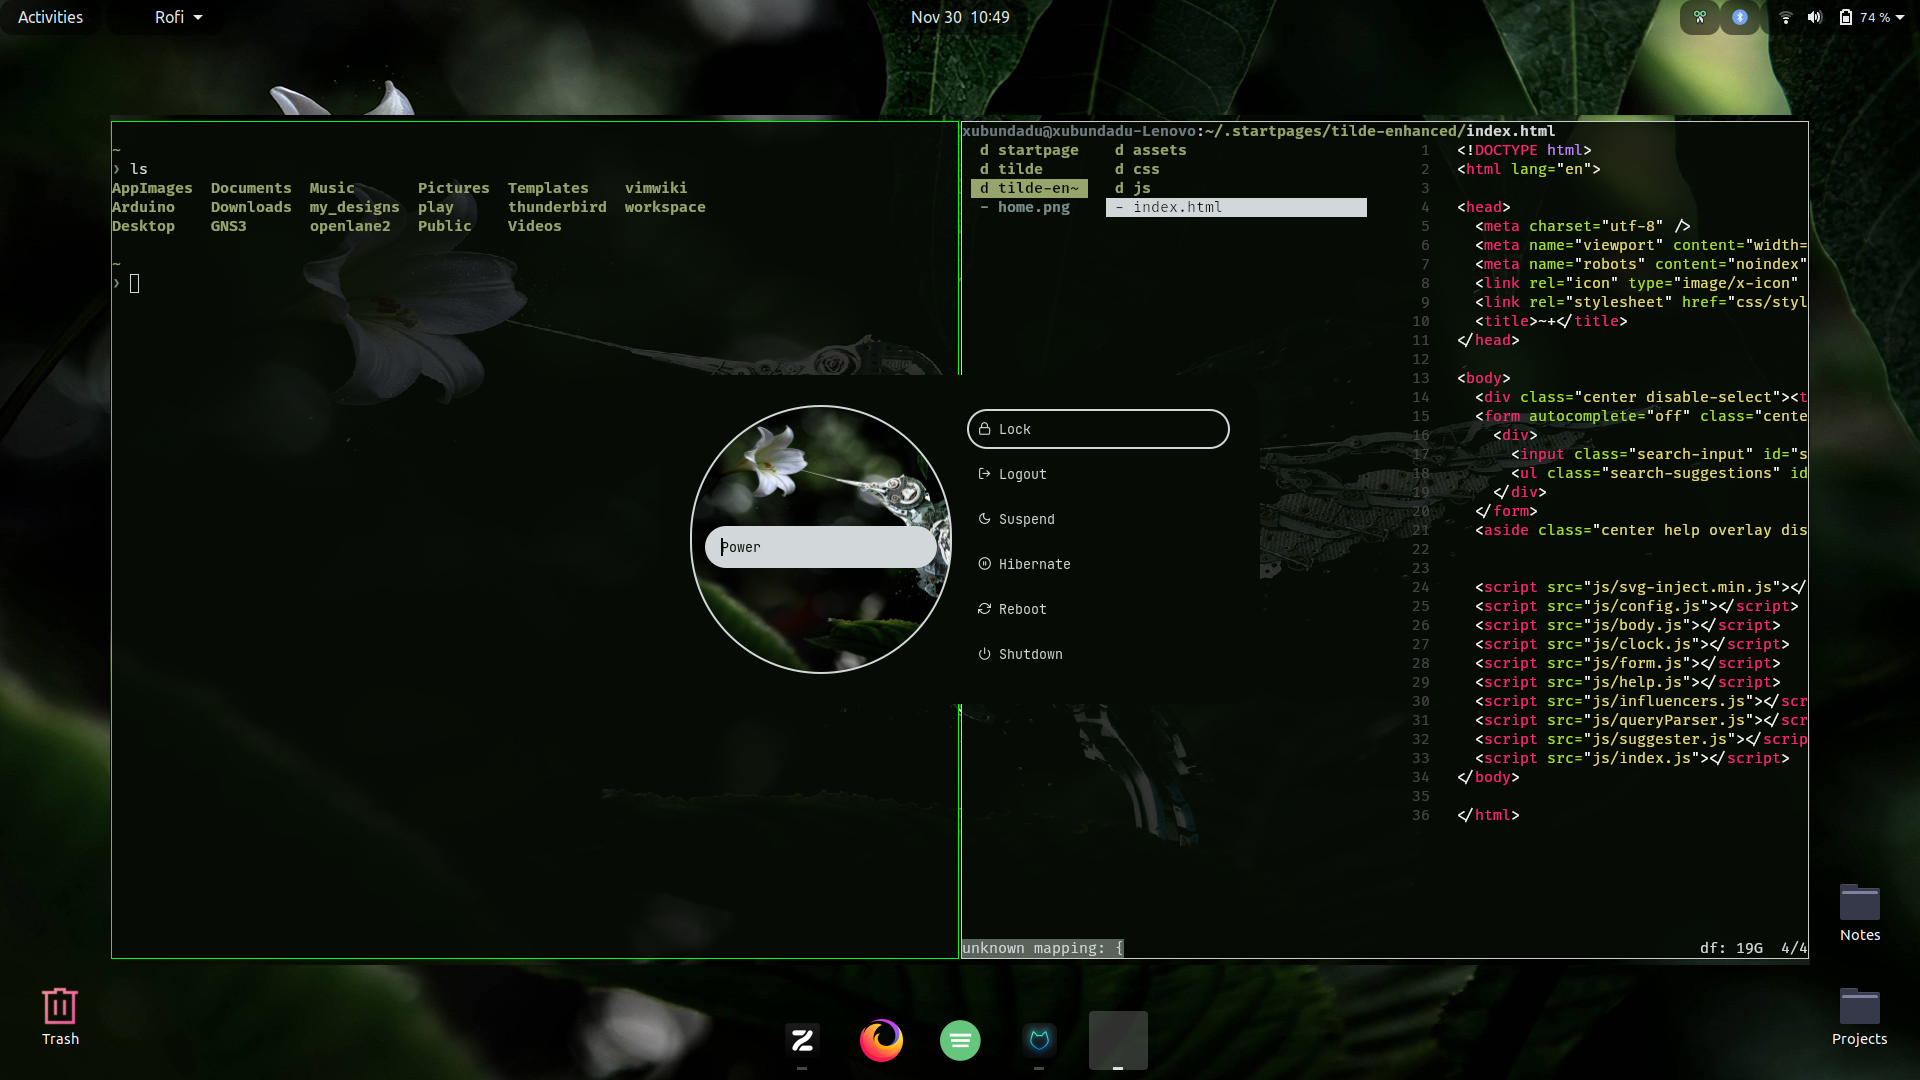 Activities
Rofi
Nov 30 10:49
74 %
~
❯ ls
AppImages Documents Music Pictures Templates vimwiki
Arduino Downloads my_designs play thunderbird workspace
Desktop GNS3 openlane2 Public Videos
~
❯
xubundadu@xubundadu-Lenovo:~/.startpages/tilde-enhanced/index.html
d startpage
d tilde
d tilde-en~
- home.png
d assets
d css
d js
- index.html
1 <!DOCTYPE html>
2 <html lang="en">
3
4 <head>
5 <meta charset="utf-8" />
6 <meta name="viewport" content="width=
7 <meta name="robots" content="noindex"
8 <link rel="icon" type="image/x-icon"
9 <link rel="stylesheet" href="css/styl
10 <title>~+</title>
11 </head>
12
13 <body>
14 <div class="center disable-select"><t
15 <form autocomplete="off" class="cente
16 <div>
17 <input class="search-input" id="s
18 <ul class="search-suggestions" id
19 </div>
20 </form>
21 <aside class="center help overlay dis
22
23
24 <script src="js/svg-inject.min.js"></
25 <script src="js/config.js"></script>
26 <script src="js/body.js"></script>
27 <script src="js/clock.js"></script>
28 <script src="js/form.js"></script>
29 <script src="js/help.js"></script>
30 <script src="js/influencers.js"></scr
31 <script src="js/queryParser.js"></scr
32 <script src="js/suggester.js"></scrip
33 <script src="js/index.js"></script>
34 </body>
35
36 </html>
unknown mapping: {
df: 19G 4/4
Power
Lock
Logout
Suspend
Hibernate
Reboot
Shutdown
Notes
Projects
Trash